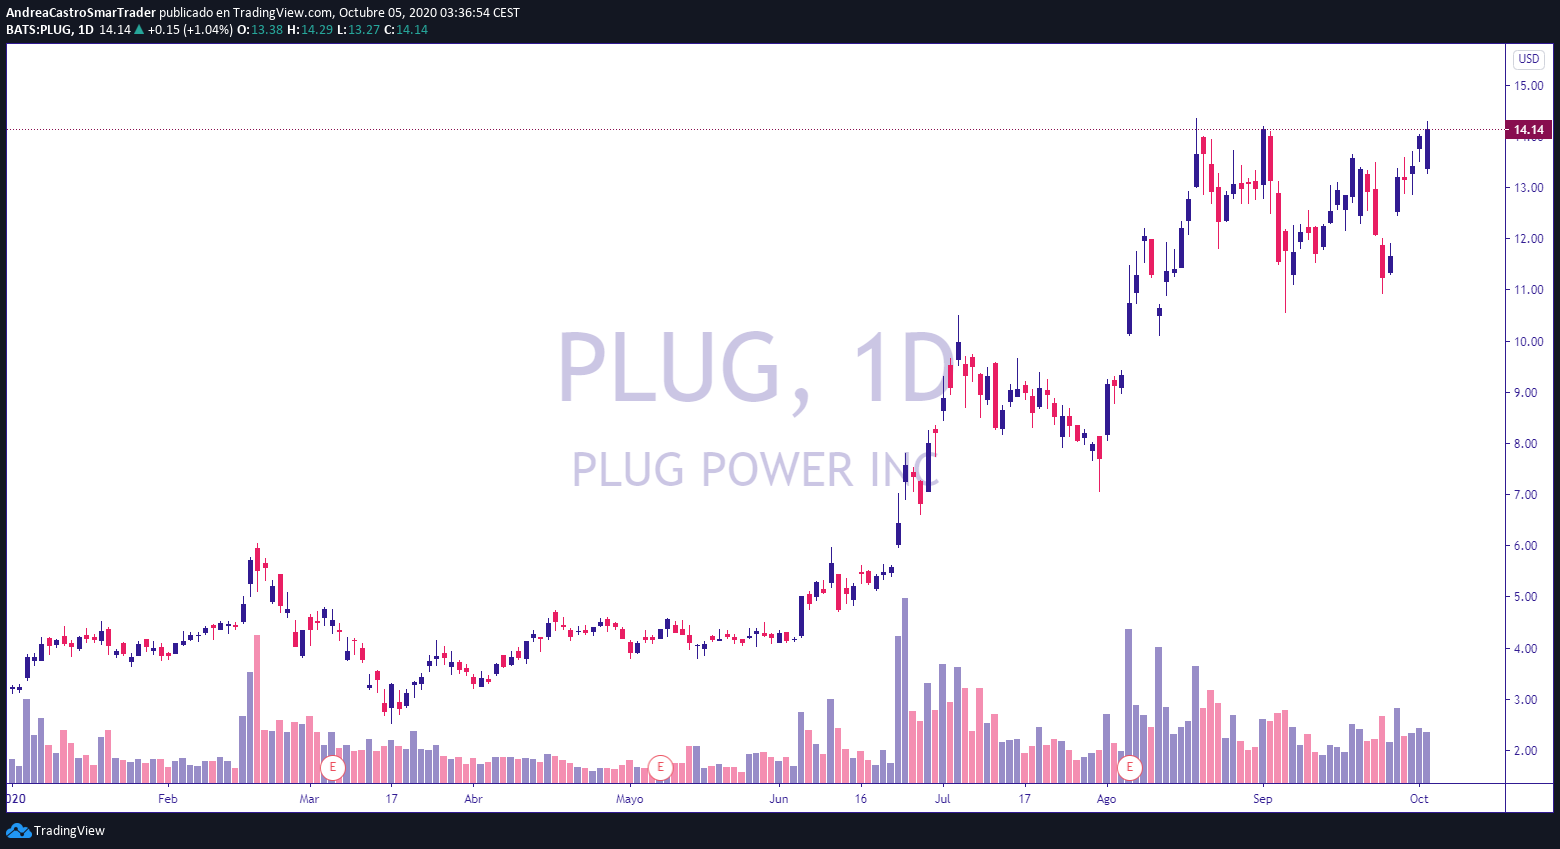 AndreaCastroSmarTrader publicado en TradingView.com, Octubre 05, 2020 03:36:54 CEST
BATS:PLUG, 1D 14.14 ▲ +0.15 (+1.04%) O:13.38 H:14.29 L:13.27 C:14.14
USD
15.00
14.14
13.00
12.00
11.00
10.00
9.00
8.00
7.00
6.00
5.00
4.00
3.00
2.00
PLUG, 1D
PLUG POWER INC
E E E
020 Feb Mar 17 Abr Mayo Jun 16 Jul 17 Ago Sep Oct
TradingView